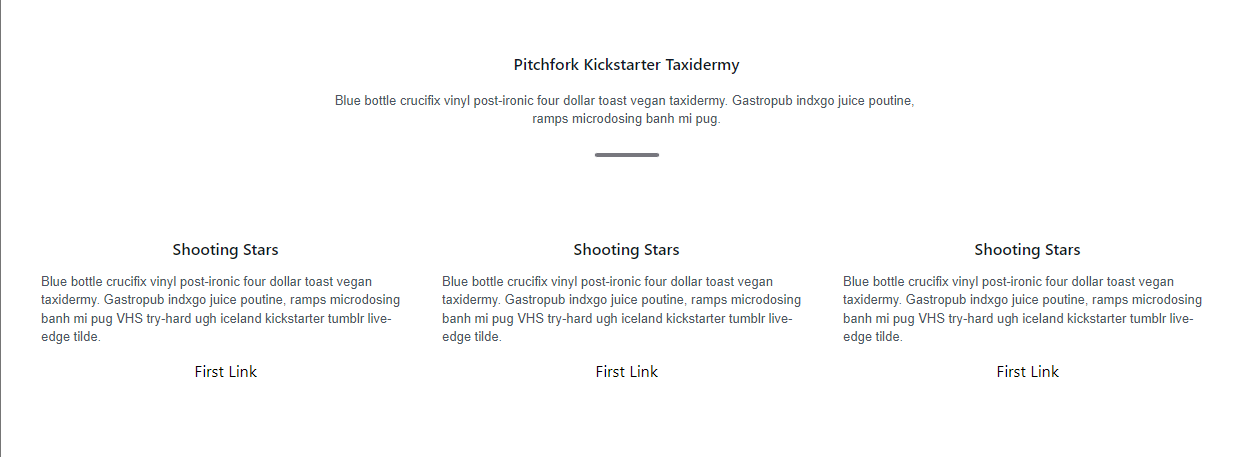 Pitchfork Kickstarter Taxidermy
Blue bottle crucifix vinyl post-ironic four dollar toast vegan taxidermy. Gastropub indxgo juice poutine,
ramps microdosing banh mi pug.
Shooting Stars
Blue bottle crucifix vinyl post-ironic four dollar toast vegan
taxidermy. Gastropub indxgo juice poutine, ramps microdosing
banh mi pug VHS try-hard ugh iceland kickstarter tumblr live-
edge tilde.
First Link
Shooting Stars
Blue bottle crucifix vinyl post-ironic four dollar toast vegan
taxidermy. Gastropub indxgo juice poutine, ramps microdosing
banh mi pug VHS try-hard ugh iceland kickstarter tumblr live-
edge tilde.
First Link
Shooting Stars
Blue bottle crucifix vinyl post-ironic four dollar toast vegan
taxidermy. Gastropub indxgo juice poutine, ramps microdosing
banh mi pug VHS try-hard ugh iceland kickstarter tumblr live-
edge tilde.
First Link